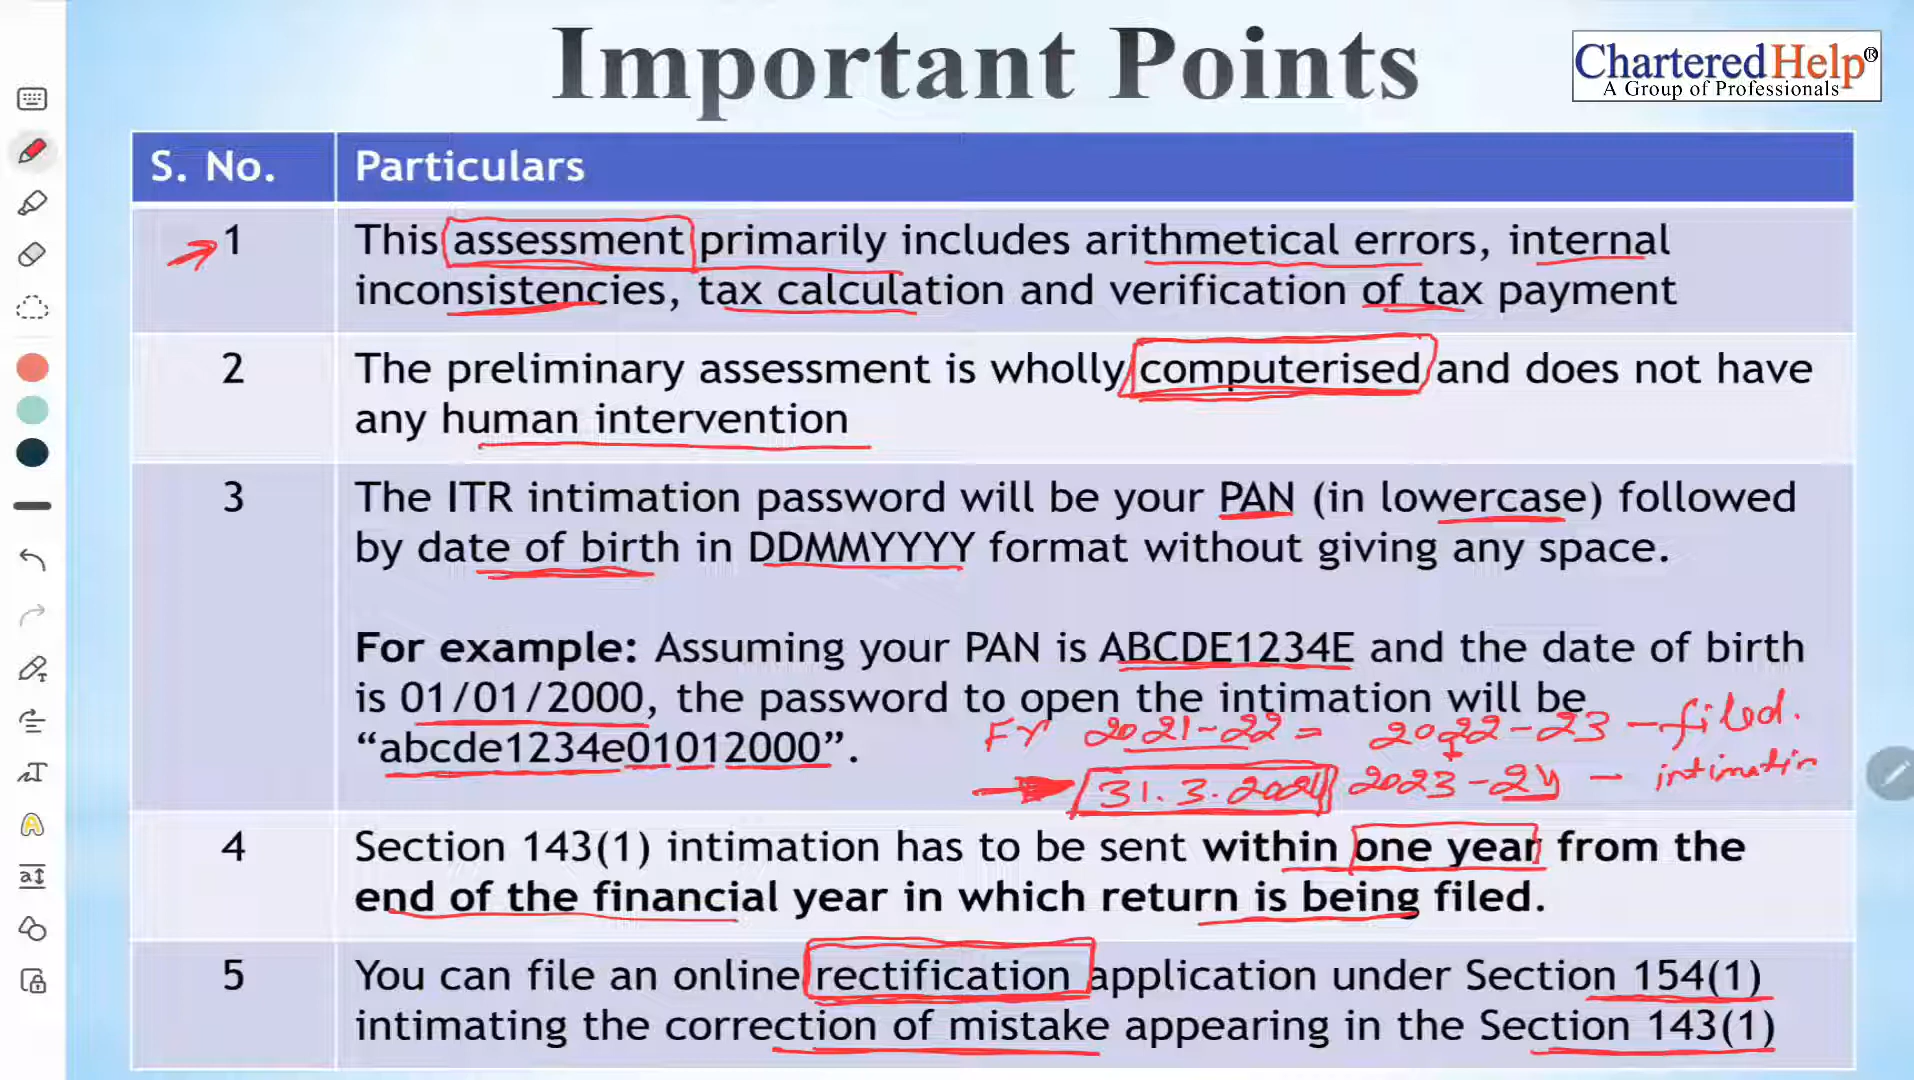 Important Points
CharteredHelp®
A Group of Professionals
S. No.
Particulars
1
This assessment primarily includes arithmetical errors, internal
inconsistencies, tax calculation and verification of tax payment
2
The preliminary assessment is wholly computerised and does not have
any human intervention
3
The ITR intimation password will be your PAN (in lowercase) followed
by date of birth in DDMMYYYY format without giving any space.
For example: Assuming your PAN is ABCDE1234E and the date of birth
is 01/01/2000, the password to open the intimation will be
“abcde1234e01012000”.
FY 2021-22 = 2022-23 - filed.
31.3.2024 2023-24 - intimatin
4
Section 143(1) intimation has to be sent within one year from the
end of the financial year in which return is being filed.
5
You can file an online rectification application under Section 154(1)
intimating the correction of mistake appearing in the Section 143(1)